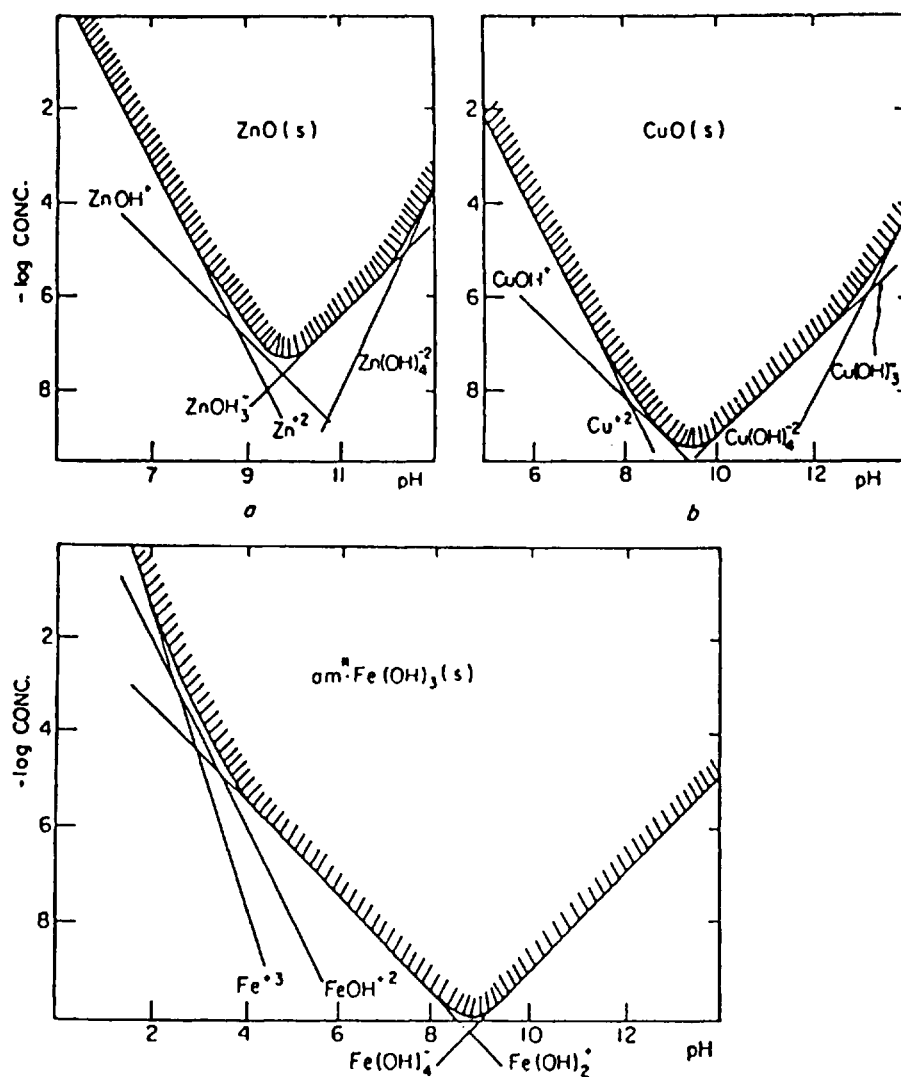 ZnO(s)
CuO(s)
- log CONC.
2
4
6
8
ZnOH⁺
ZnOH₃⁻
Zn⁺²
Zn(OH)₄⁻²
7
9
11
pH
a
2
4
6
8
CuOH⁺
Cu⁺²
Cu(OH)₄⁻²
Cu(OH)₃⁻
6
8
10
12
pH
b
am.* Fe(OH)₃(s)
-log CONC.
2
4
6
8
Fe⁺³
FeOH⁺²
2
4
6
8
10
12
pH
Fe(OH)₄⁻
Fe(OH)₂⁺